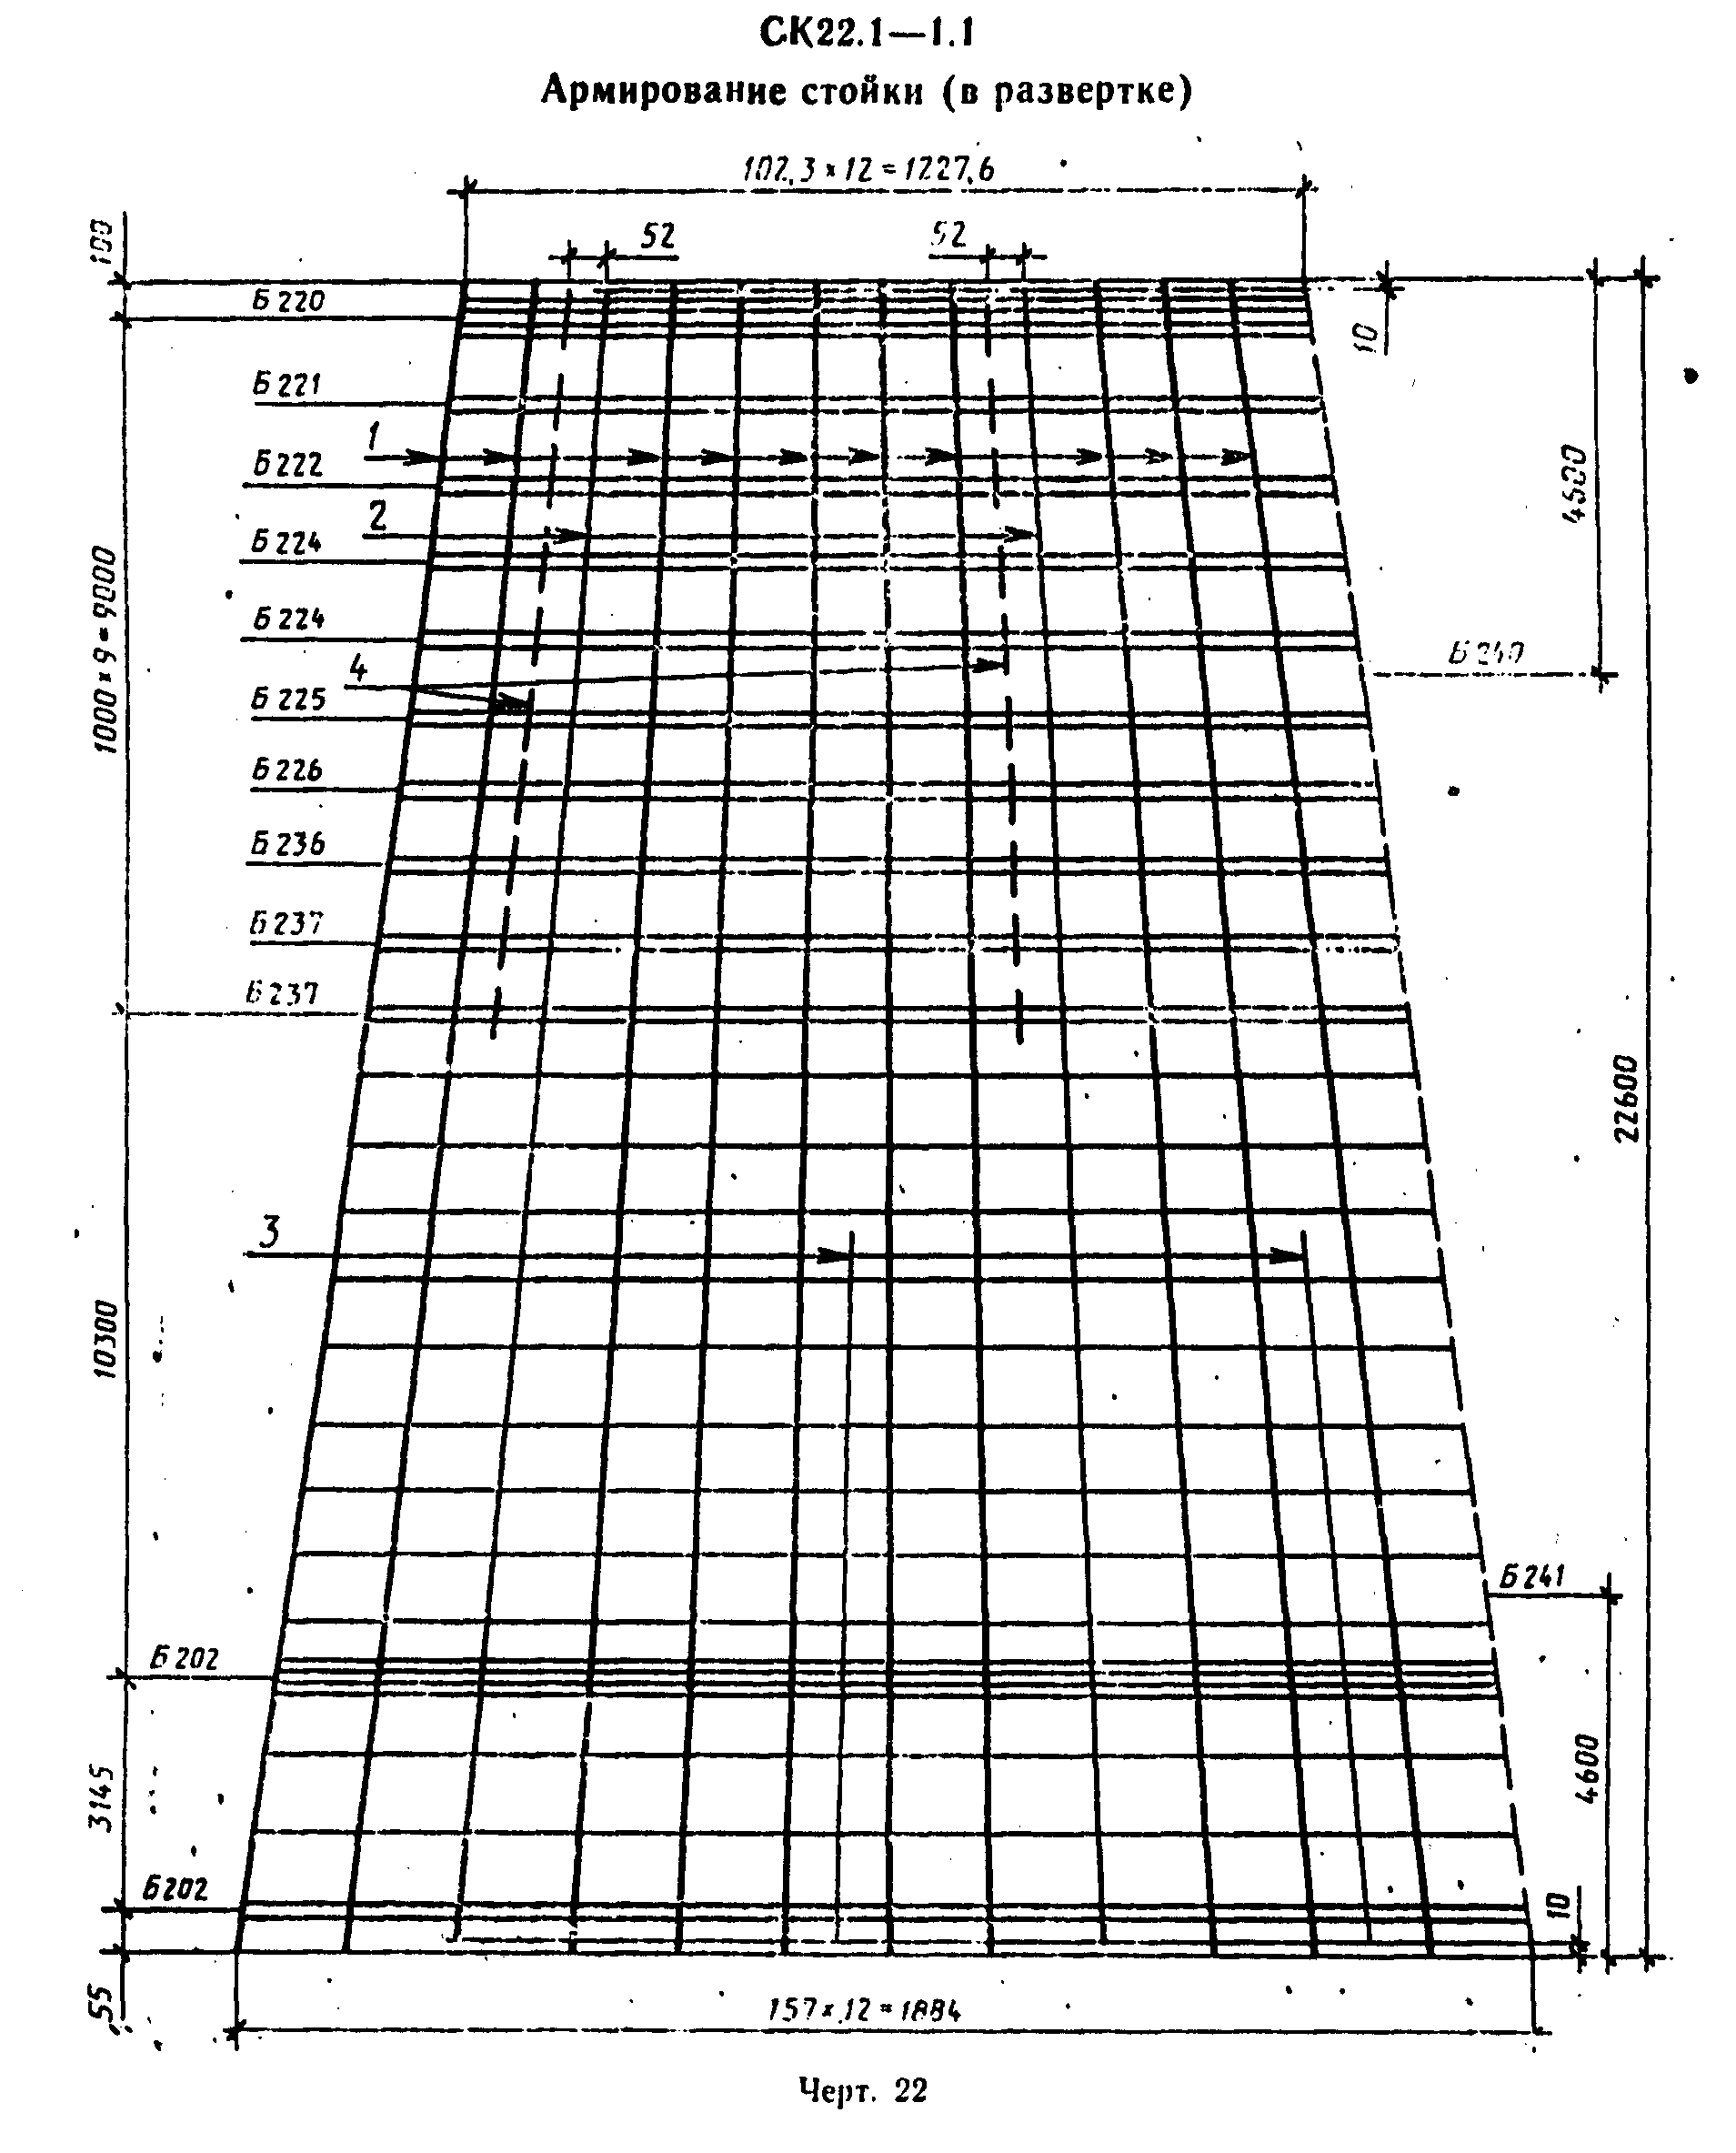 СК22.1—1.1
Армирование стойки (в развертке)
102,3 × 12 = 1227,6
100
52
52
Б 220
10
Б 221
1
Б 222
4500
2
Б 224
1000 × 9 = 9000
Б 224
Б 240
4
Б 225
Б 226
Б 236
Б 237
Б 237
22600
3
10300
Б 241
Б 202
3145
4600
Б 202
10
55
157 × 12 = 1884
Черт. 22